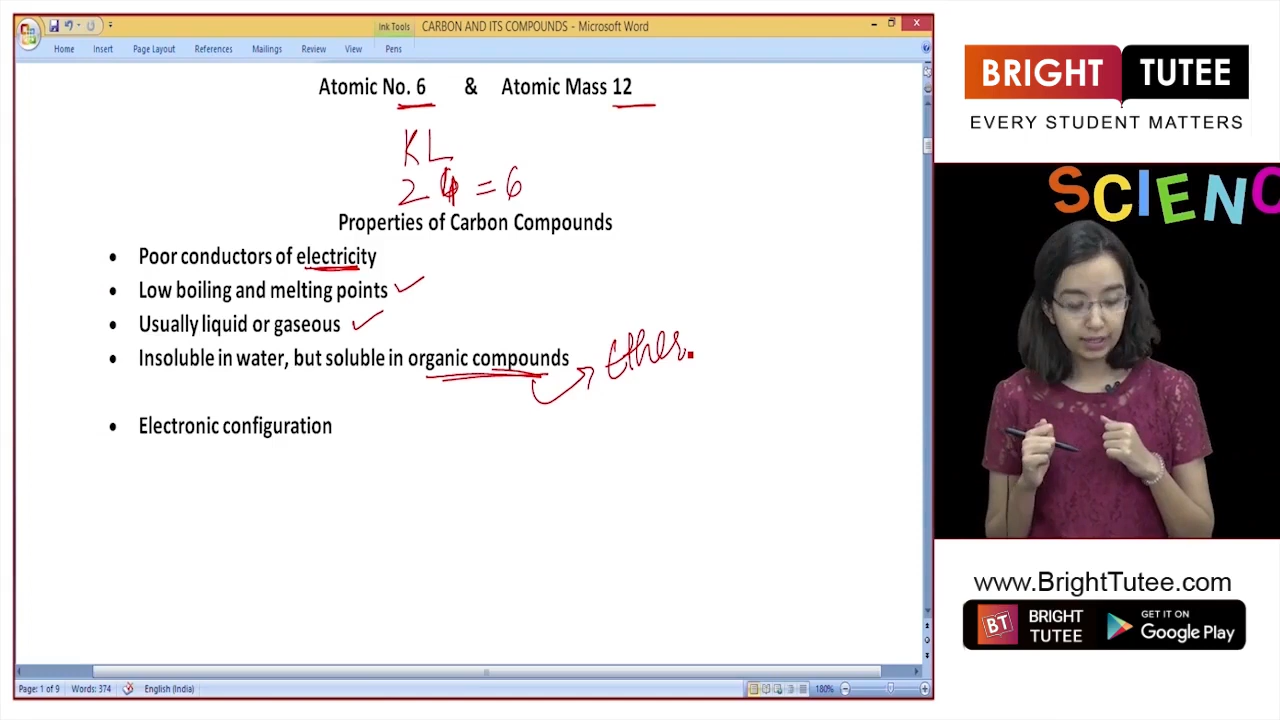 Ink Tools
CARBON AND ITS COMPOUNDS - Microsoft Word
Home Insert Page Layout References Mailings Review View Pens
Atomic No. 6 & Atomic Mass 12
K L
2 4 = 6
Properties of Carbon Compounds
• Poor conductors of electricity
• Low boiling and melting points
• Usually liquid or gaseous
• Insoluble in water, but soluble in organic compounds
Ether
• Electronic configuration
Page: 1 of 9 Words: 374 English (India) 180%
BRIGHT TUTEE
EVERY STUDENT MATTERS
SCIENC
www.BrightTutee.com
BT BRIGHT TUTEE
GET IT ON
Google Play